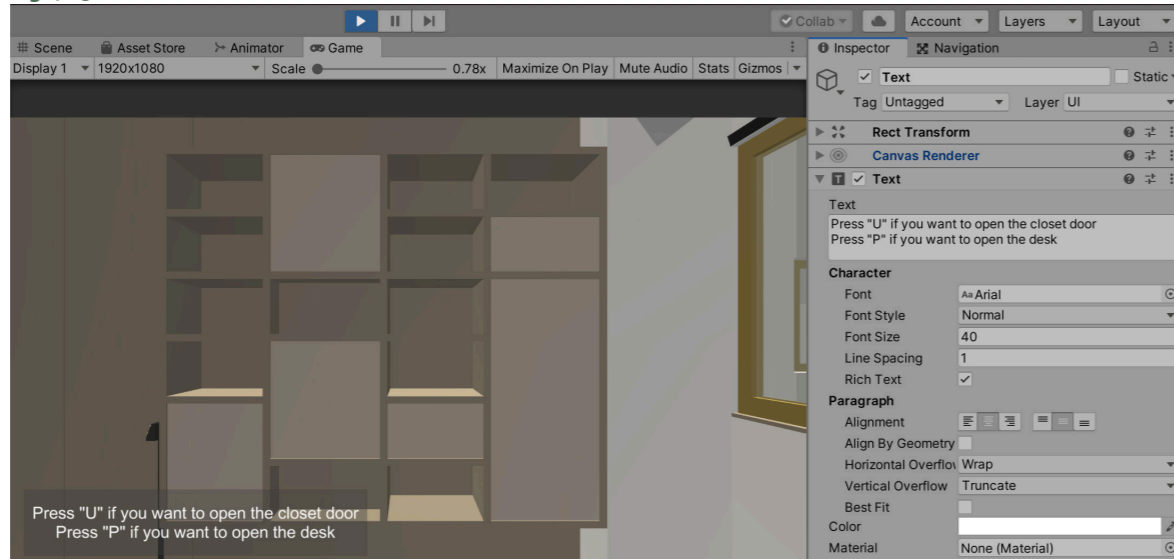 Collab
Account
Layers
Layout
Scene
Asset Store
Animator
Game
Inspector
Navigation
Display 1
1920x1080
Scale
0.78x
Maximize On Play
Mute Audio
Stats
Gizmos
Text
Static
Tag Untagged
Layer UI
Rect Transform
Canvas Renderer
Text
Text
Press "U" if you want to open the closet door
Press "P" if you want to open the desk
Character
Font Arial
Font Style Normal
Font Size 40
Line Spacing 1
Rich Text
Paragraph
Alignment
Align By Geometry
Horizontal Overflow Wrap
Vertical Overflow Truncate
Best Fit
Color
Material None (Material)
Press "U" if you want to open the closet door
Press "P" if you want to open the desk